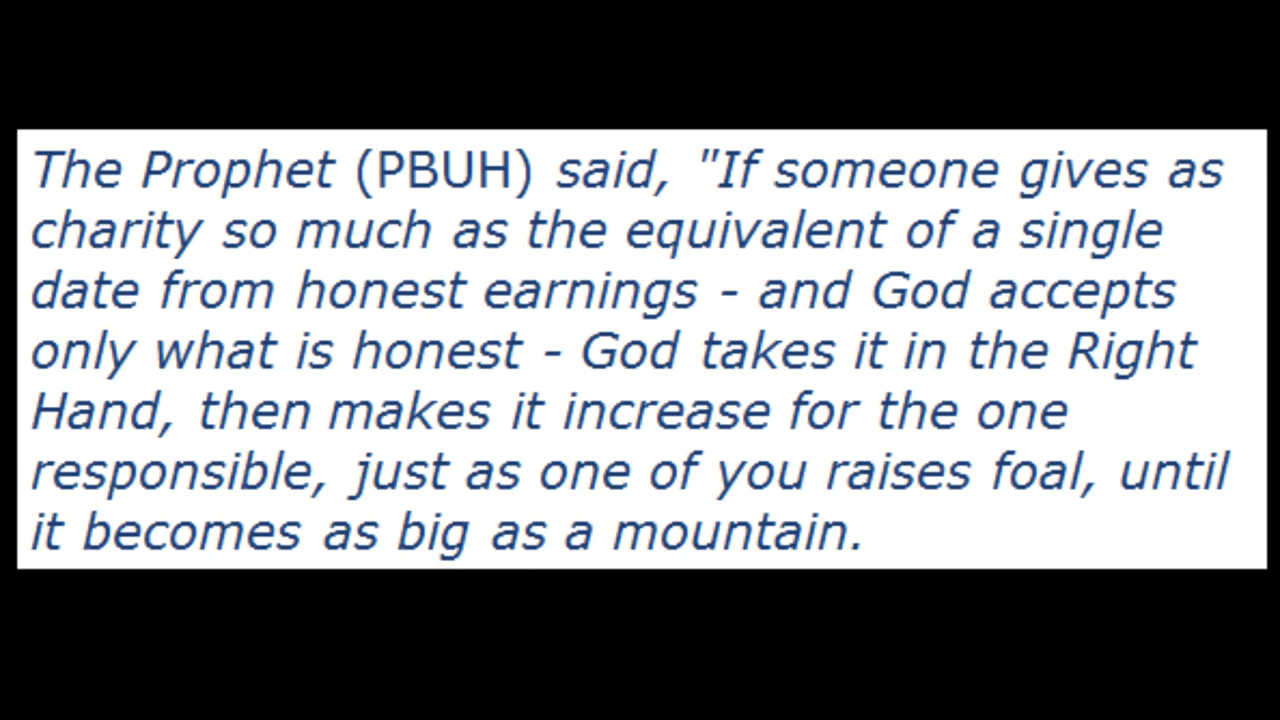 The Prophet (PBUH) said, "If someone gives as
charity so much as the equivalent of a single
date from honest earnings - and God accepts
only what is honest - God takes it in the Right
Hand, then makes it increase for the one
responsible, just as one of you raises foal, until
it becomes as big as a mountain.